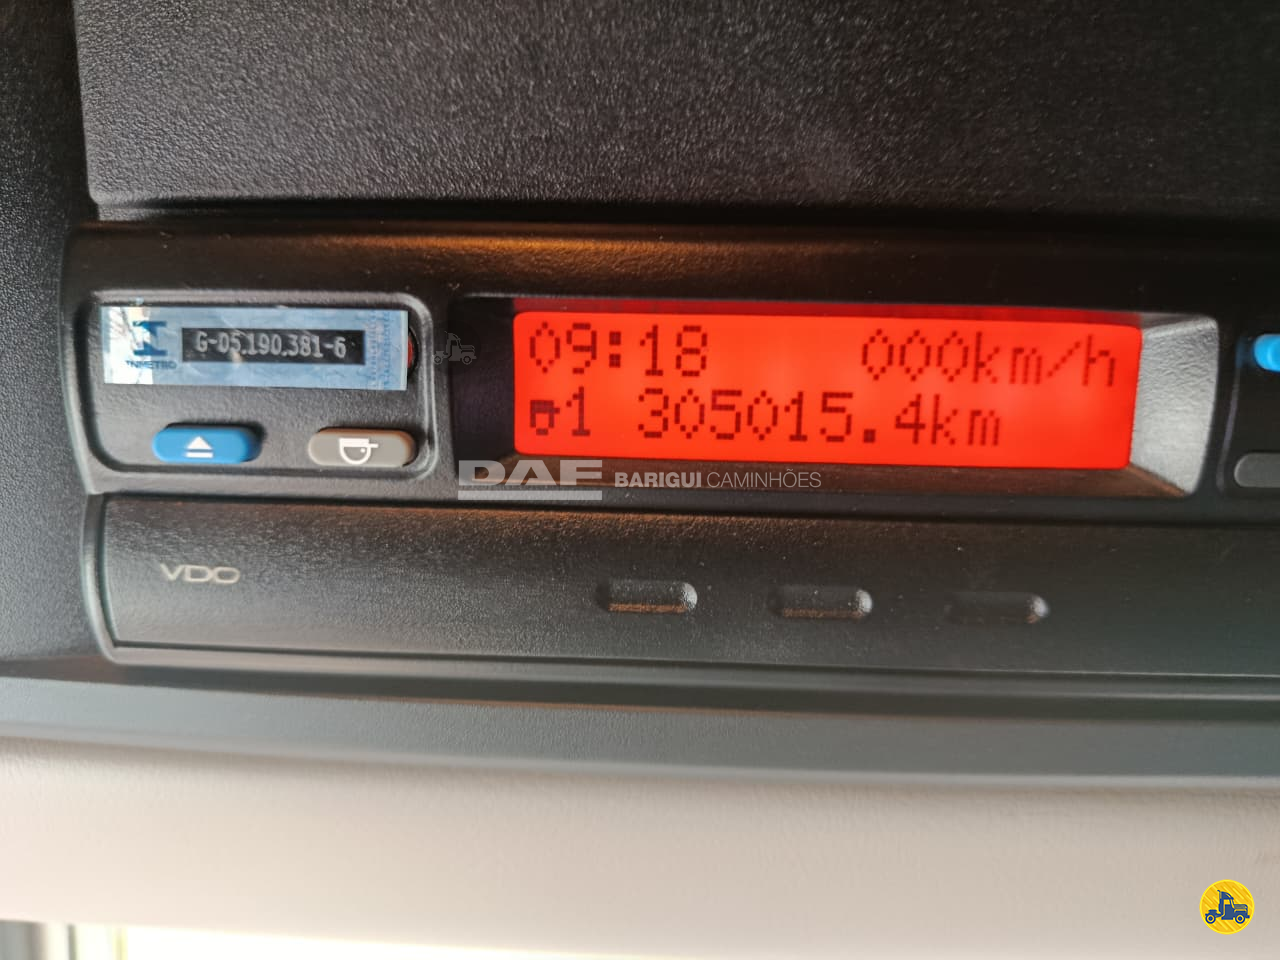 INMETRO
G-05.190.381-6
09:18 000km/h
1 305015.4km
DAF BARIGUI CAMINHÕES
VDO